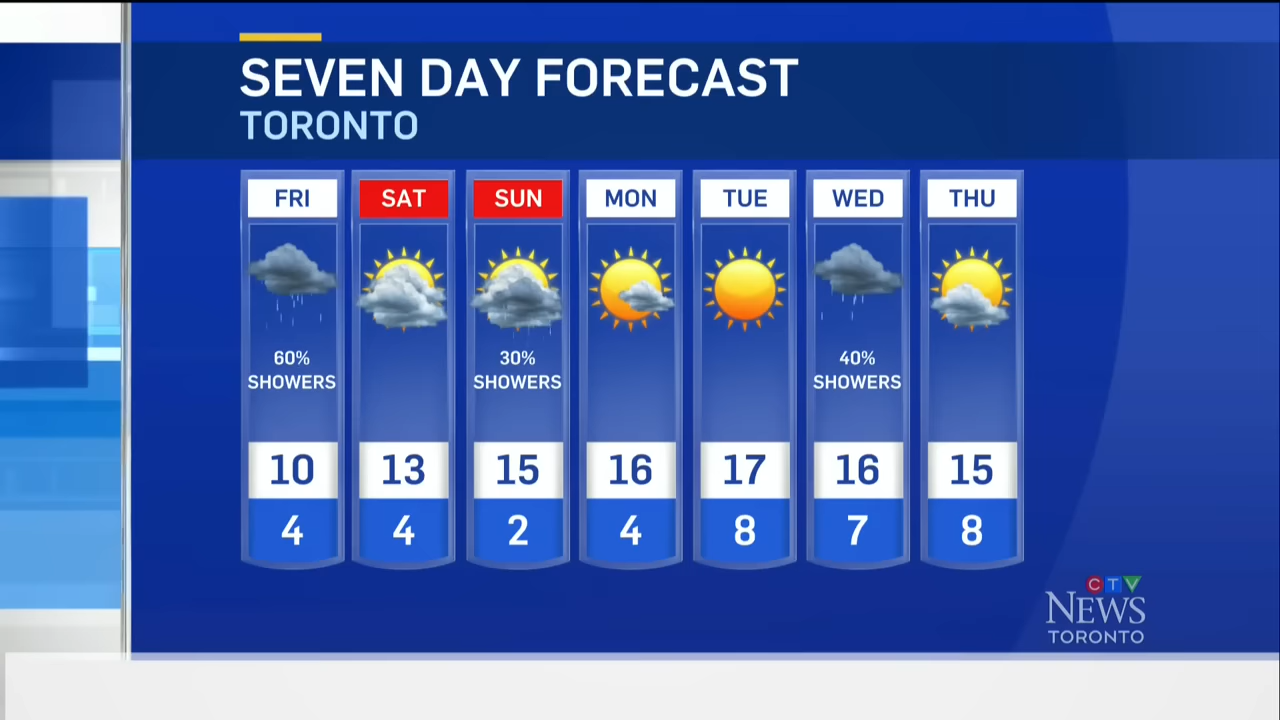 SEVEN DAY FORECAST
TORONTO
FRI SAT SUN MON TUE WED THU
60% SHOWERS
30% SHOWERS
40% SHOWERS
10 13 15 16 17 16 15
4 4 2 4 8 7 8
CTV
NEWS
TORONTO